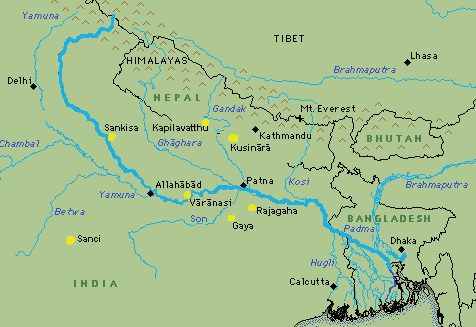 Yamuna
TIBET
HIMALAYAS
Lhasa
Brahmaputra
Delhi
NEPAL
Gandak
Mt Everest
Sankisa
Kapilavatthu
Kathmandu
BHUTAN
Chambal
Ghāghara
Kusinārā
Allahābād
Patna
Kosi
Brahmaputra
Yamuna
Vārānasi
Rajagaha
Betwa
Son
Gaya
BANGLADESH
Padma
Sanci
Dhaka
Hugli
INDIA
Calcutta